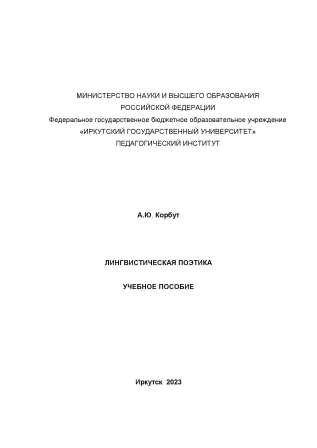 МИНИСТЕРСТВО НАУКИ И ВЫСШЕГО ОБРАЗОВАНИЯ
РОССИЙСКОЙ ФЕДЕРАЦИИ
Федеральное государственное бюджетное образовательное учреждение
«ИРКУТСКИЙ ГОСУДАРСТВЕННЫЙ УНИВЕРСИТЕТ»
ПЕДАГОГИЧЕСКИЙ ИНСТИТУТ
А.Ю. Корбут
ЛИНГВИСТИЧЕСКАЯ ПОЭТИКА
УЧЕБНОЕ ПОСОБИЕ
Иркутск 2023